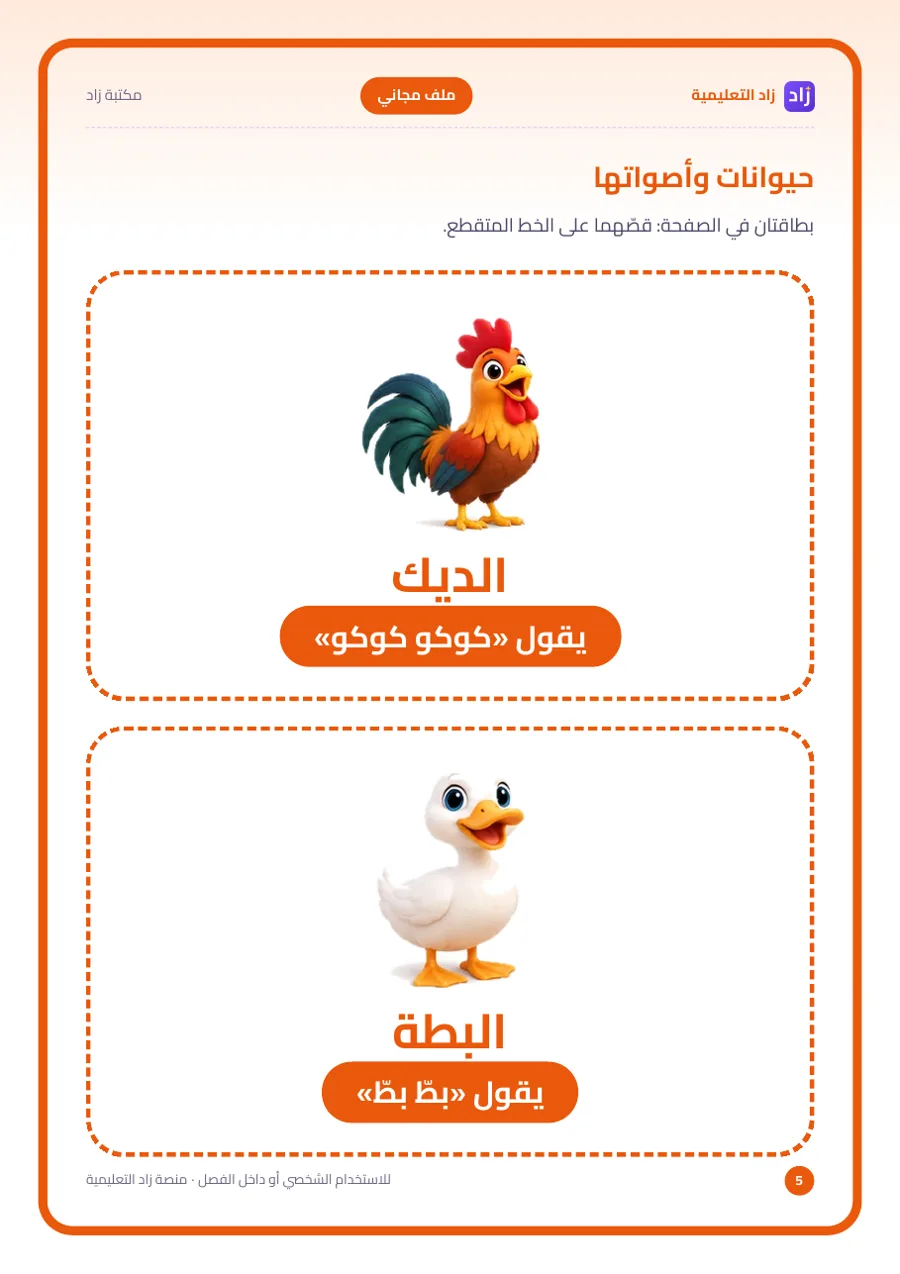 زاد زاد التعليمية
ملف مجاني
مكتبة زاد
حيوانات وأصواتها
بطاقتان في الصفحة: قصّهما على الخط المتقطع.
الديك
يقول «كوكو كوكو»
البطة
يقول «بطّ بطّ»
5
للاستخدام الشخصي أو داخل الفصل · منصة زاد التعليمية